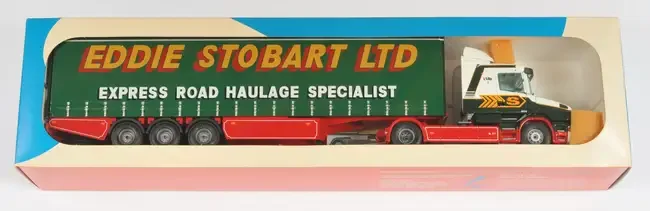 EDDIE STOBART LTD
EXPRESS ROAD HAULAGE SPECIALIST
S